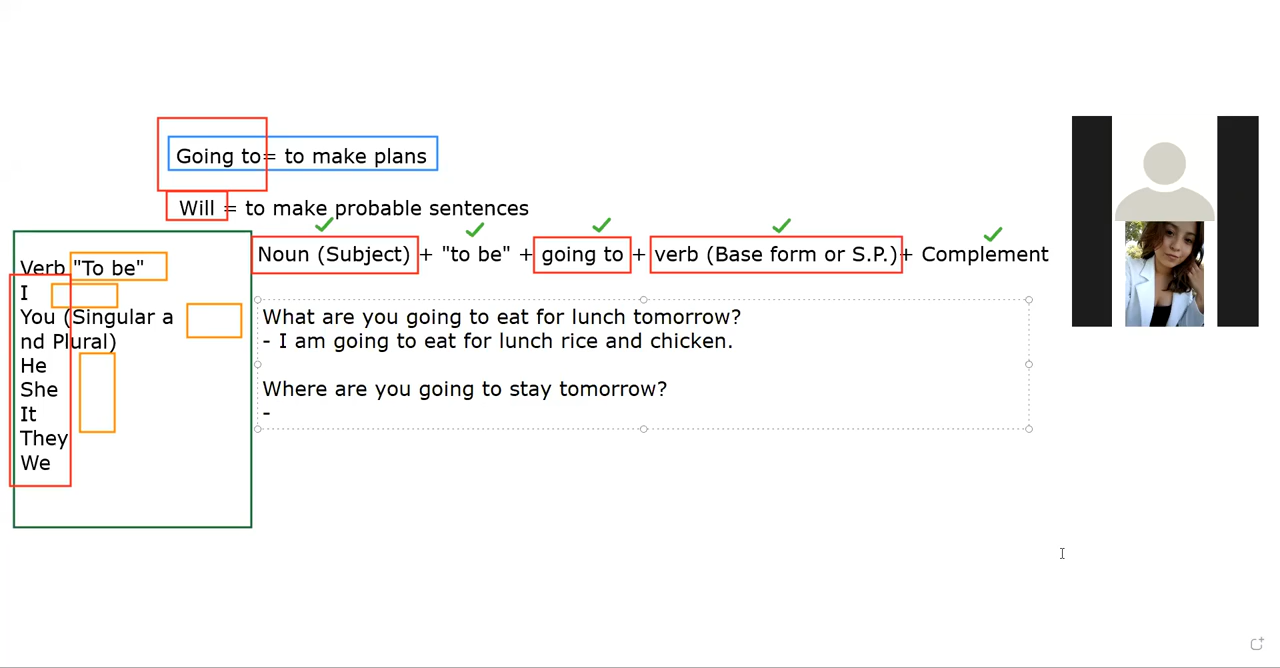 Going to= to make plans
Will = to make probable sentences
Noun (Subject) + "to be" + going to + verb (Base form or S.P.)+ Complement
Verb "To be"
I
You (Singular a
nd Plural)
He
She
It
They
We
What are you going to eat for lunch tomorrow?
- I am going to eat for lunch rice and chicken.
Where are you going to stay tomorrow?
-